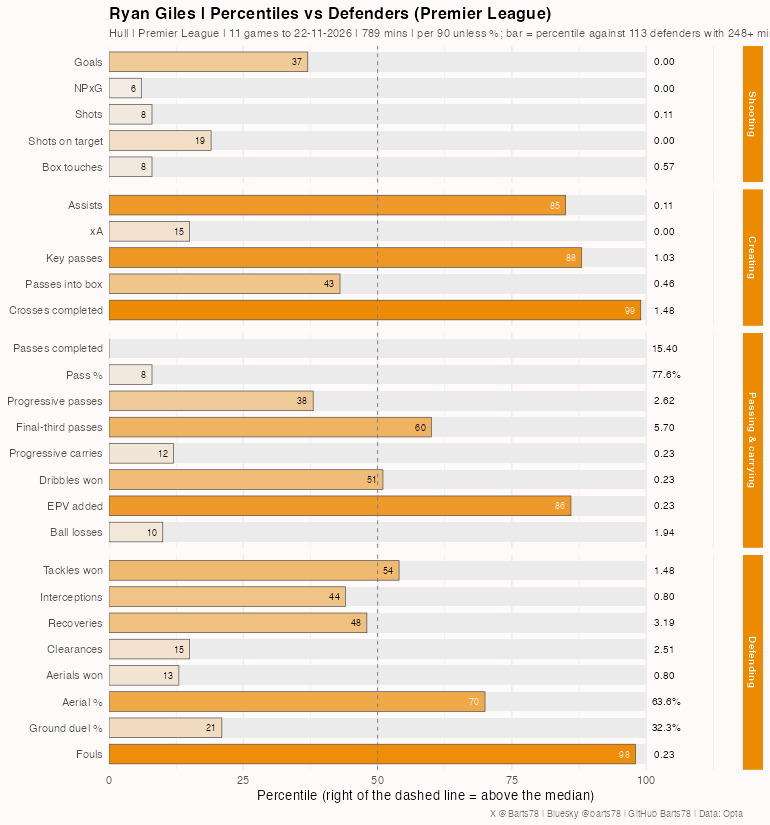 Ryan Giles | Percentiles vs Defenders (Premier League)
Hull | Premier League | 11 games to 22-11-2026 | 789 mins | per 90 unless %; bar = percentile against 113 defenders with 248+ mi
Goals 37 0.00
NPxG 6 0.00
Shots 8 0.11
Shots on target 19 0.00
Box touches 8 0.57
Shooting
Assists 85 0.11
xA 15 0.00
Key passes 88 1.03
Passes into box 43 0.46
Crosses completed 99 1.48
Creating
Passes completed 15.40
Pass % 8 77.6%
Progressive passes 38 2.62
Final-third passes 60 5.70
Progressive carries 12 0.23
Dribbles won 51 0.23
EPV added 86 0.23
Ball losses 10 1.94
Passing & carrying
Tackles won 54 1.48
Interceptions 44 0.80
Recoveries 48 3.19
Clearances 15 2.51
Aerials won 13 0.80
Aerial % 70 63.6%
Ground duel % 21 32.3%
Fouls 98 0.23
Defending
0 25 50 75 100
Percentile (right of the dashed line = above the median)
X @Barts78 | Bluesky @barts78 | GitHub Barts78 | Data: Opta